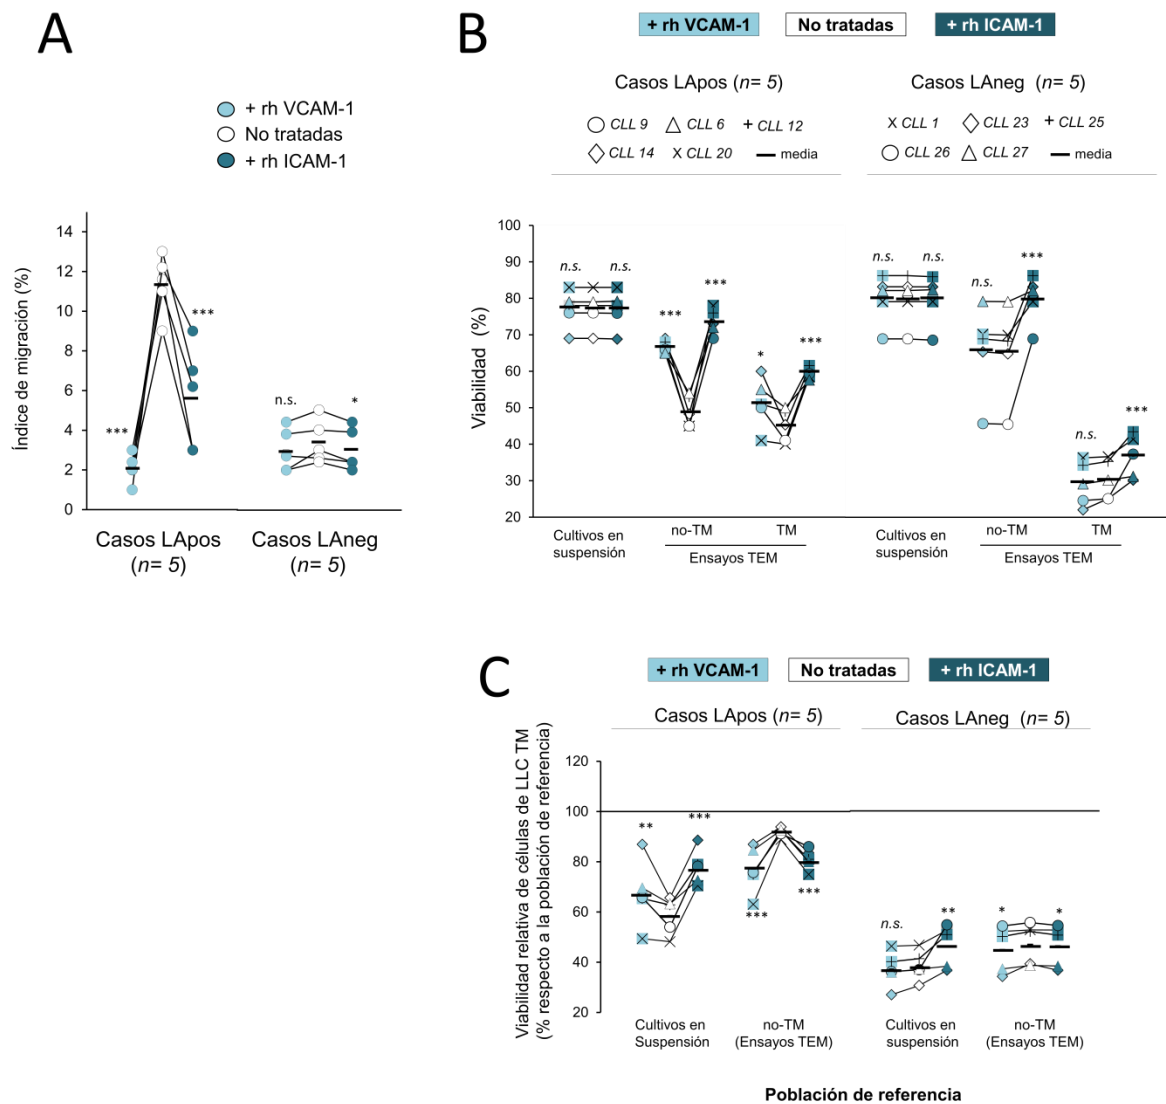 A
+ rh VCAM-1
No tratadas
+ rh ICAM-1
Índice de migración (%)
14
12
10
8
6
4
2
0
***
***
n.s.
*
Casos LApos
(n= 5)
Casos LAneg
(n= 5)
B
+ rh VCAM-1
No tratadas
+ rh ICAM-1
Casos LApos (n= 5)
Casos LAneg (n= 5)
CLL 9
CLL 6
+ CLL 12
CLL 14
X CLL 20
media
X CLL 1
CLL 23
+ CLL 25
CLL 26
CLL 27
media
Viabilidad (%)
100
90
80
70
60
50
40
30
20
n.s.
n.s.
***
***
*
***
n.s.
n.s.
n.s.
***
n.s.
***
Cultivos en
suspensión
no-TM
TM
Ensayos TEM
Cultivos en
suspensión
no-TM
TM
Ensayos TEM
C
+ rh VCAM-1
No tratadas
+ rh ICAM-1
Casos LApos (n= 5)
Casos LAneg (n= 5)
Viabilidad relativa de células de LLC TM
(% respecto a la población de referencia)
120
100
80
60
40
20
**
***
***
***
n.s.
**
*
*
Cultivos en
Suspensión
no-TM
(Ensayos TEM)
Cultivos en
suspensión
no-TM
(Ensayos TEM)
Población de referencia